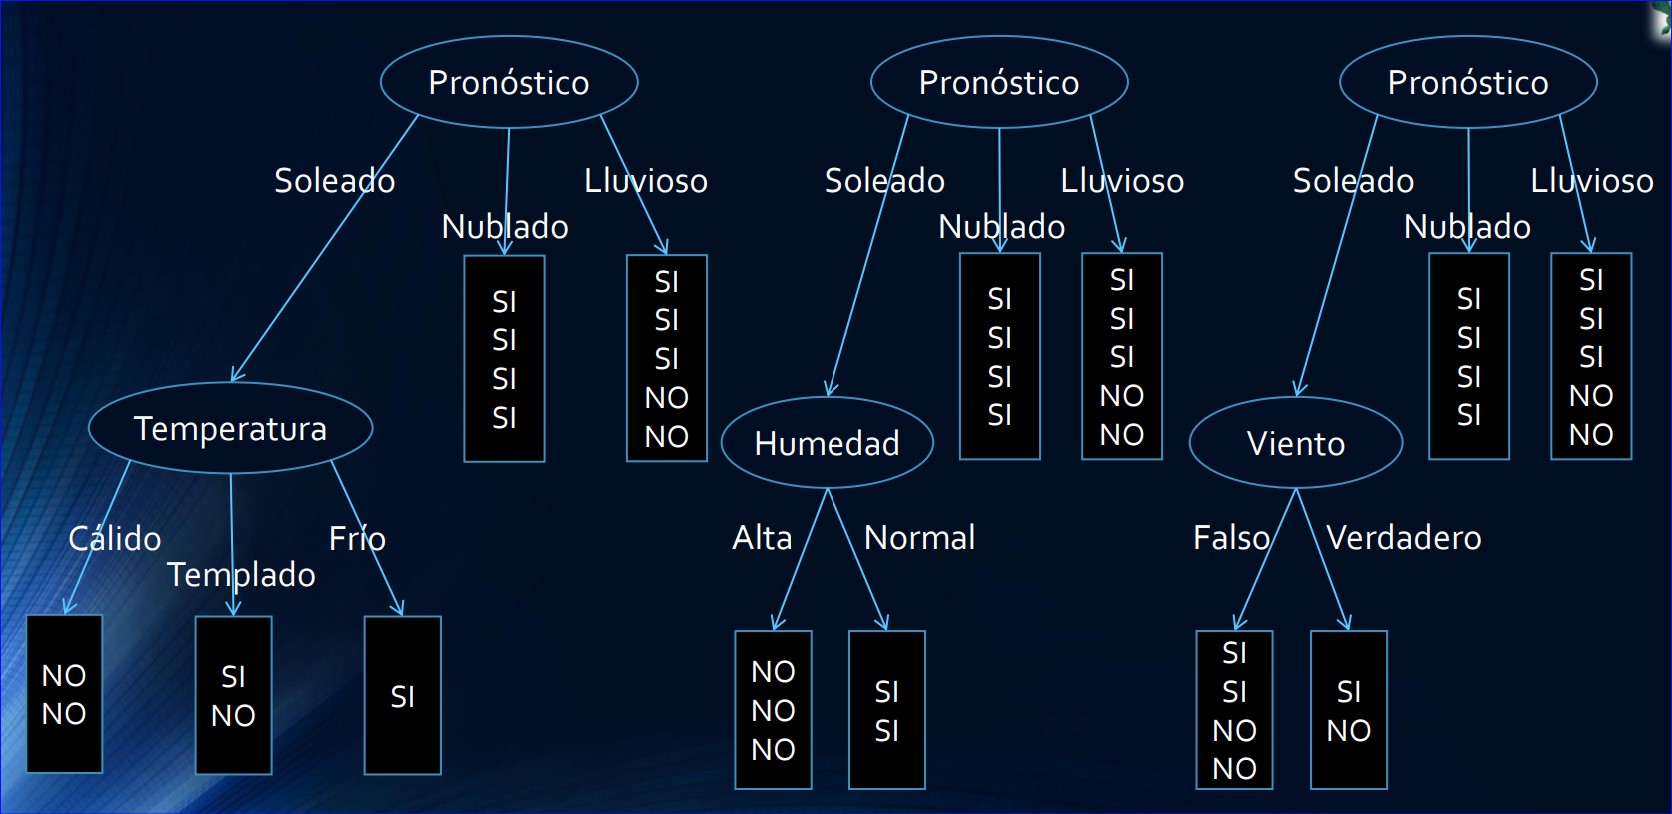 Pronóstico
Soleado
Nublado
Lluvioso
SI
SI
SI
SI
SI
SI
SI
NO
NO
Temperatura
Cálido
Templado
Frío
NO
NO
SI
NO
SI
Pronóstico
Soleado
Nublado
Lluvioso
SI
SI
SI
SI
SI
SI
SI
NO
NO
Humedad
Alta
Normal
NO
NO
NO
SI
SI
Pronóstico
Soleado
Nublado
Lluvioso
SI
SI
SI
SI
SI
SI
SI
NO
NO
Viento
Falso
Verdadero
SI
SI
NO
NO
SI
NO